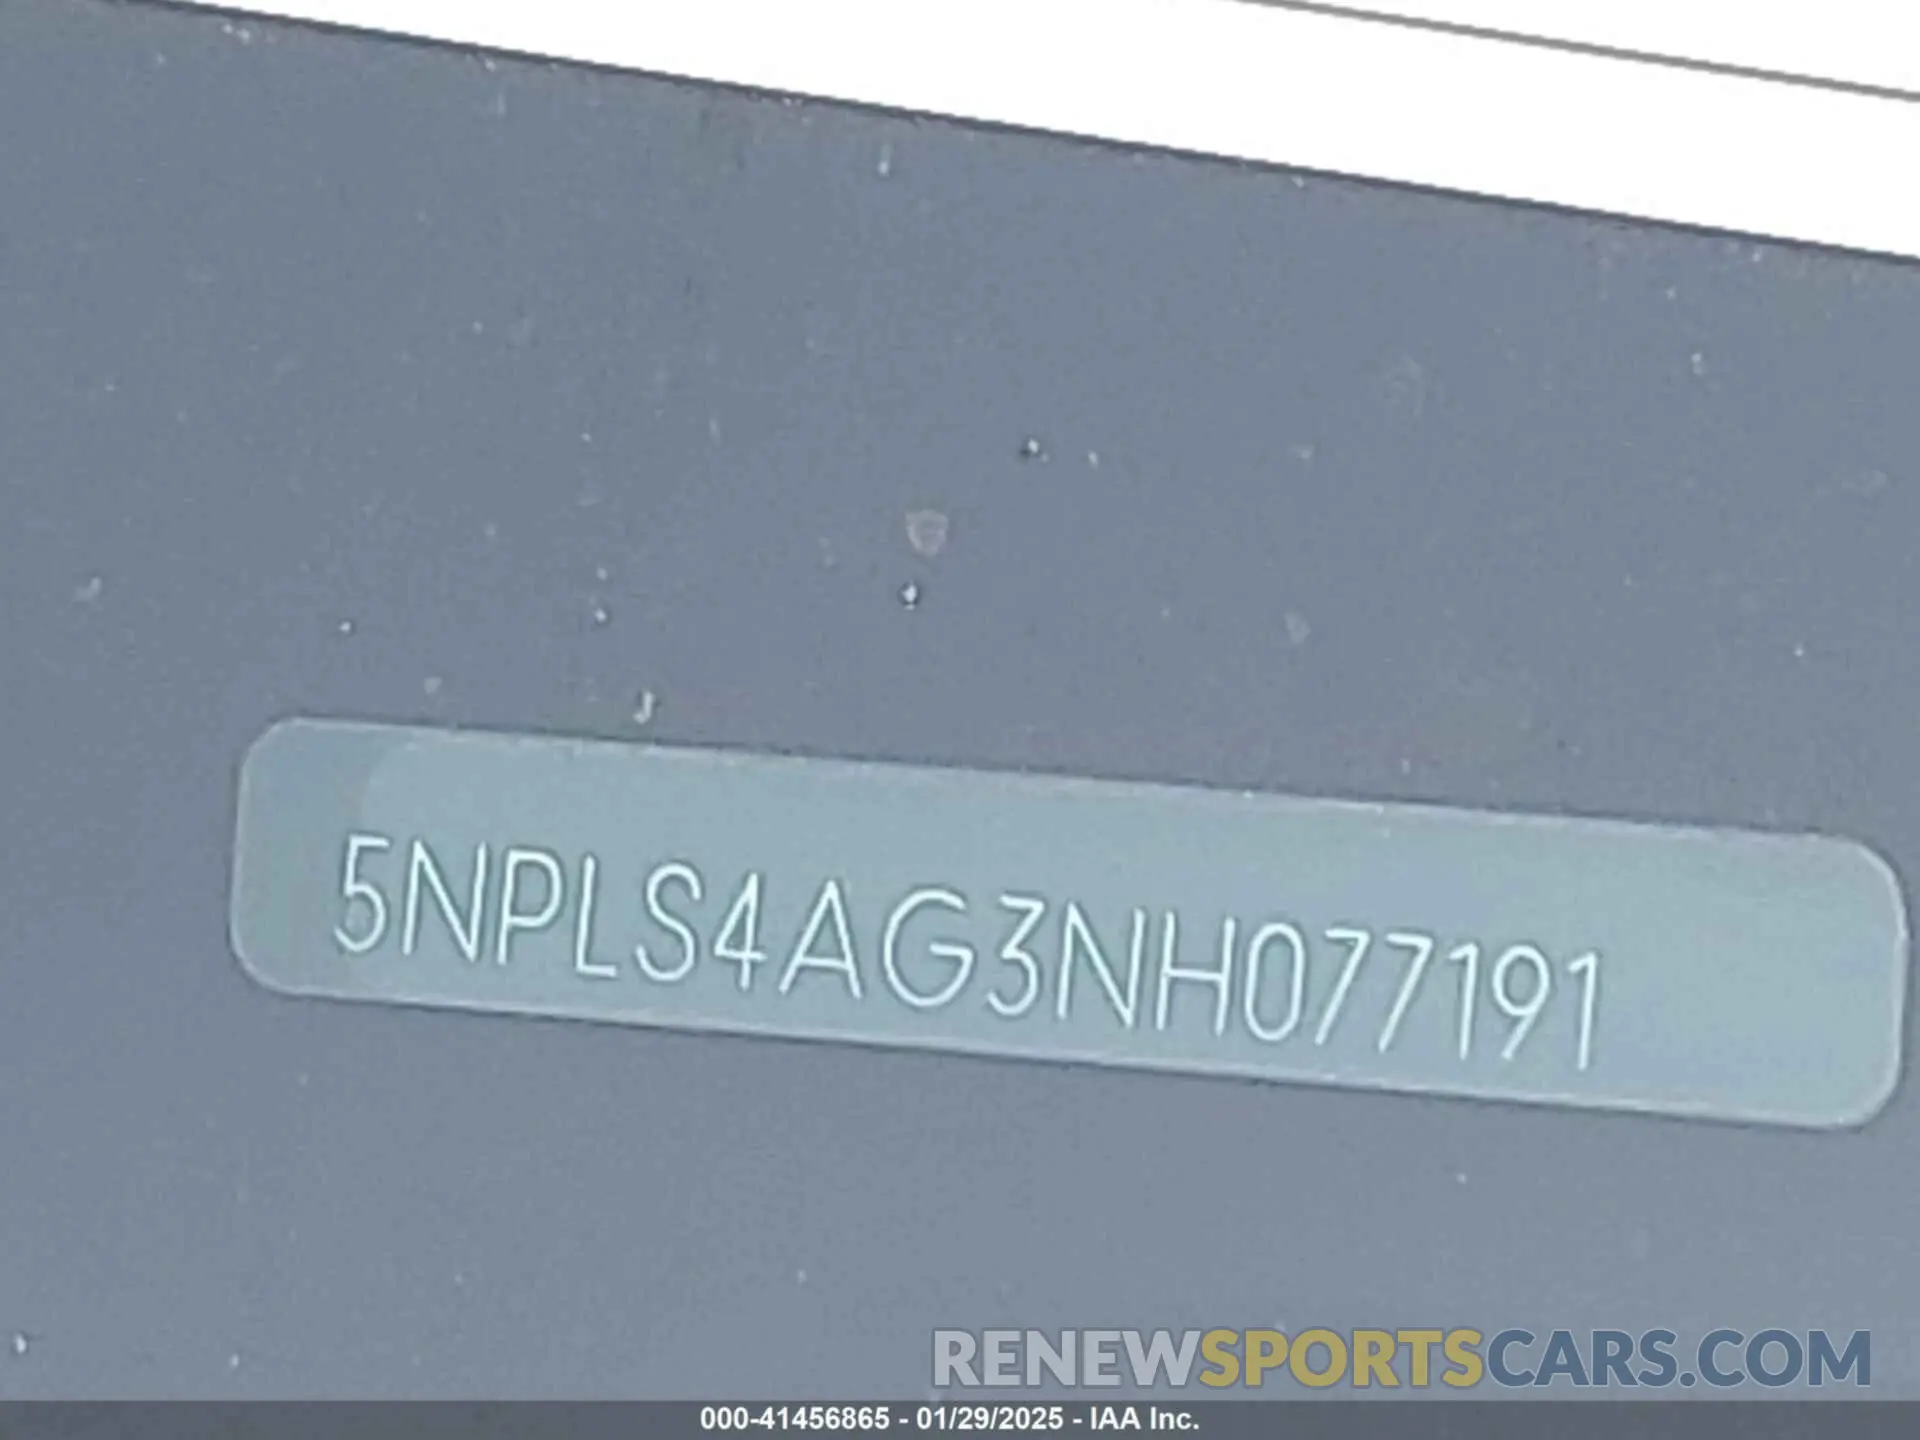 5NPLS4AG3NH077191
RENEWSPORTSCARS.COM
000-41456865 - 01/29/2025 - IAA Inc.